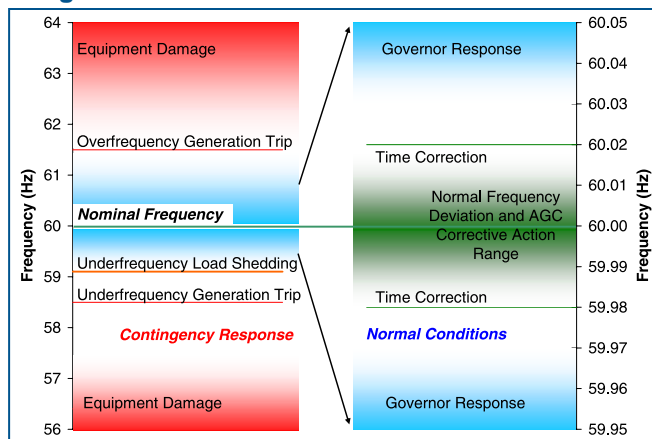 64
63
62
61
60
59
58
57
56
Frequency (Hz)
Equipment Damage
Overfrequency Generation Trip
Nominal Frequency
Underfrequency Load Shedding
Underfrequency Generation Trip
Contingency Response
Equipment Damage
Governor Response
Time Correction
Normal Frequency
Deviation and AGC
Corrective Action
Range
Time Correction
Normal Conditions
Governor Response
60.05
60.04
60.03
60.02
60.01
60.00
59.99
59.98
59.97
59.96
59.95
Frequency (Hz)